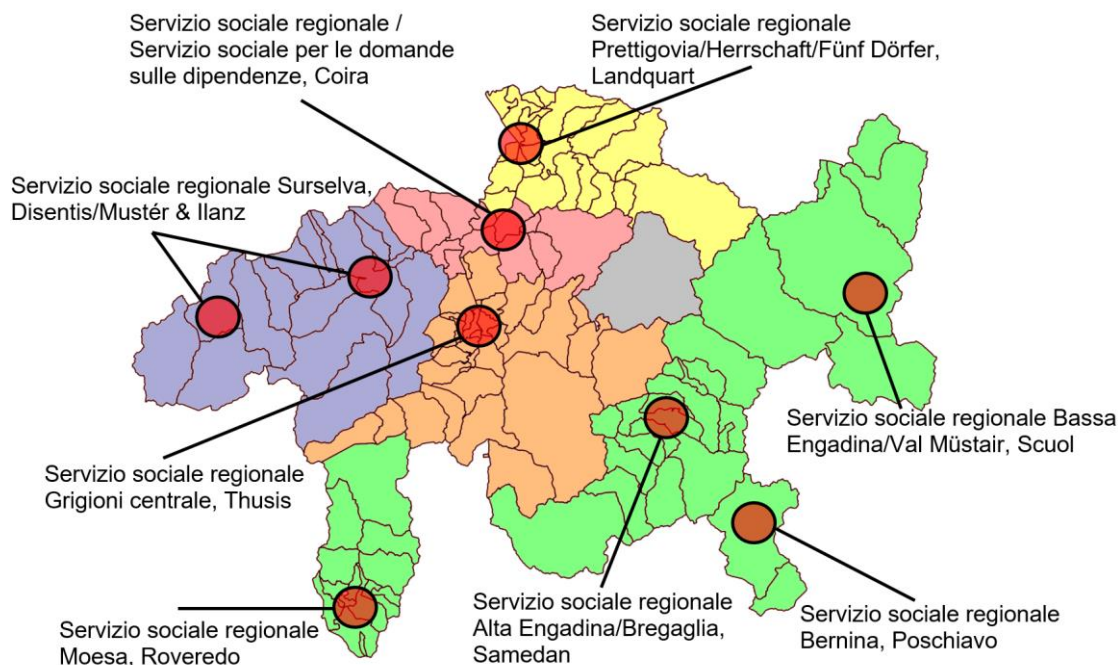 Servizio sociale regionale /
Servizio sociale per le domande
sulle dipendenze, Coira
Servizio sociale regionale
Prettigovia/Herrschaft/Fünf Dörfer,
Landquart
Servizio sociale regionale Surselva,
Disentis/Mustér & Ilanz
Servizio sociale regionale Bassa
Engadina/Val Müstair, Scuol
Servizio sociale regionale
Grigioni centrale, Thusis
Servizio sociale regionale
Alta Engadina/Bregaglia,
Samedan
Servizio sociale regionale
Bernina, Poschiavo
Servizio sociale regionale
Moesa, Roveredo